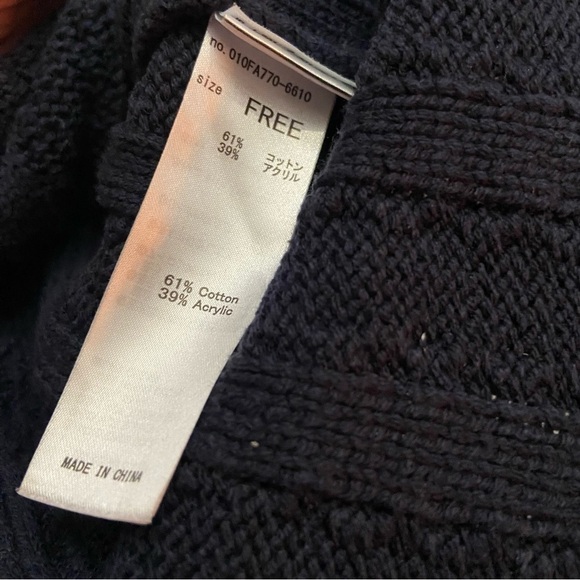 no. 010FA770-6610
size
FREE
61% コットン
39% アクリル
61% Cotton
39% Acrylic
MADE IN CHINA